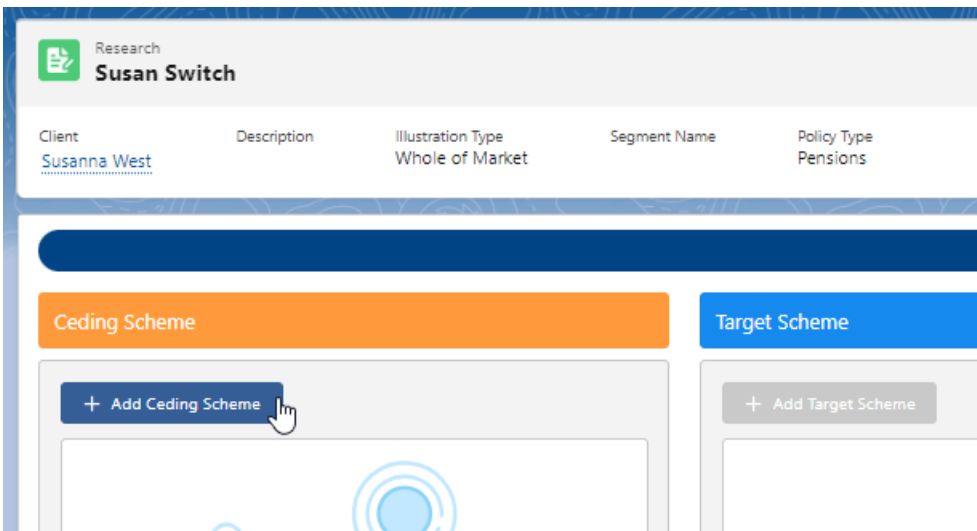 Research
Susan Switch
Client
Description
Illustration Type
Segment Name
Policy Type
Susanna West
Whole of Market
Pensions
Ceding Scheme
Target Scheme
+ Add Ceding Scheme
+ Add Target Scheme